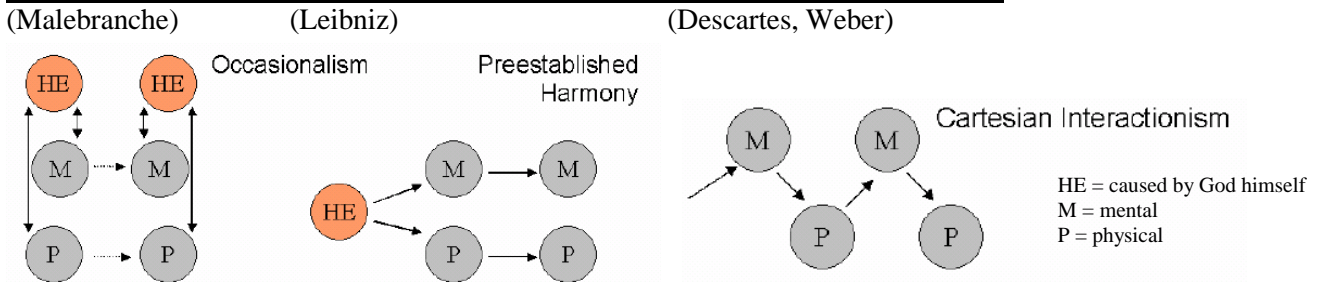 (Malebranche) (Leibniz) (Descartes, Weber)
HE HE Occasionalism
M M
P P
Preestablished
Harmony
M M
HE
P P
Cartesian Interactionism
M M
P P
HE = caused by God himself
M = mental
P = physical